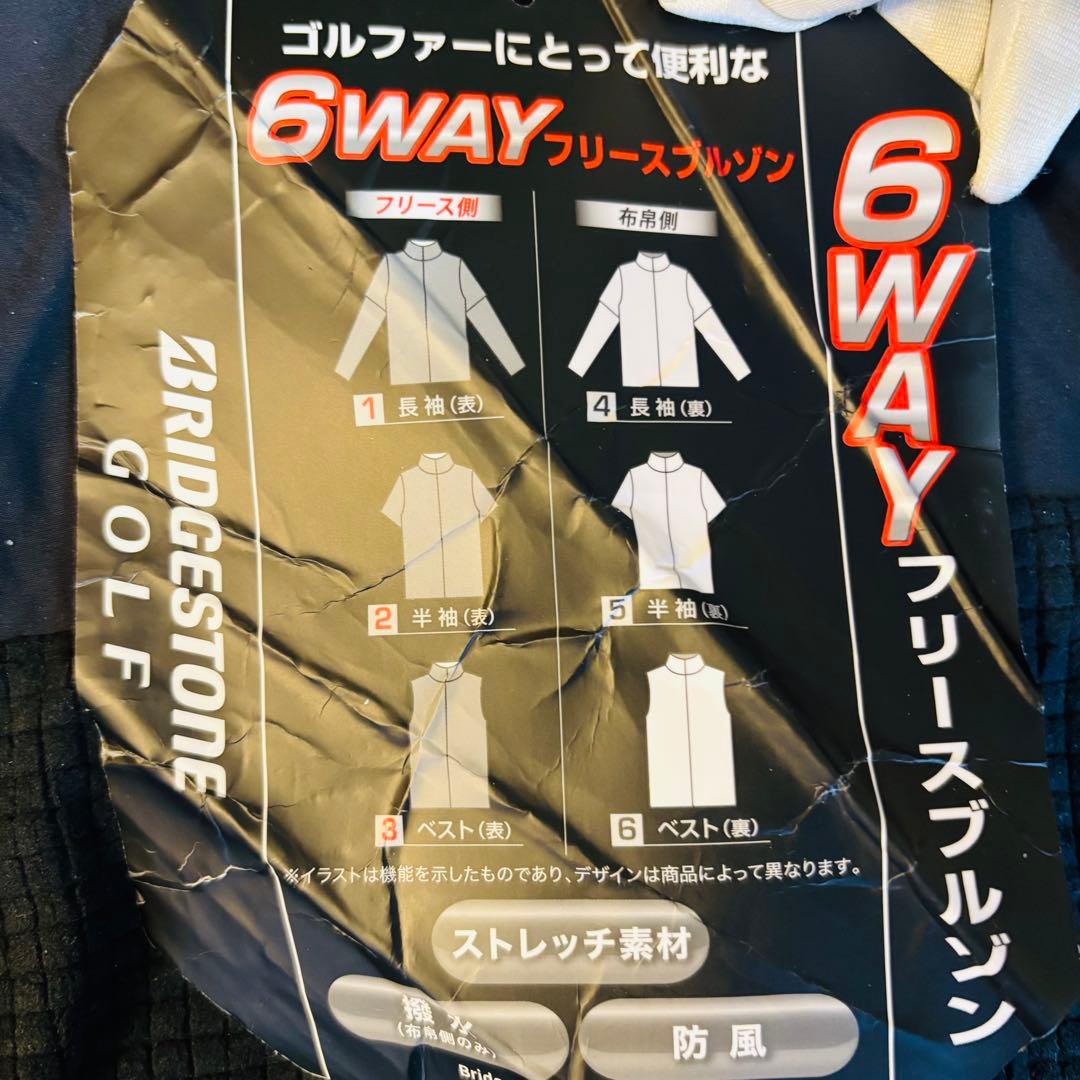 ゴルファーにとって便利な
6WAYフリースブルゾン
フリース側
布帛側
1 長袖(表)
4 長袖(裏)
2 半袖(表)
5 半袖(裏)
3 ベスト(表)
6 ベスト(裏)
※イラストは機能を示したものであり、デザインは商品によって異なります。
ストレッチ素材
撥水
(布帛側のみ)
防風
BRIDGESTONE
GOLF
6WAYフリースブルゾン